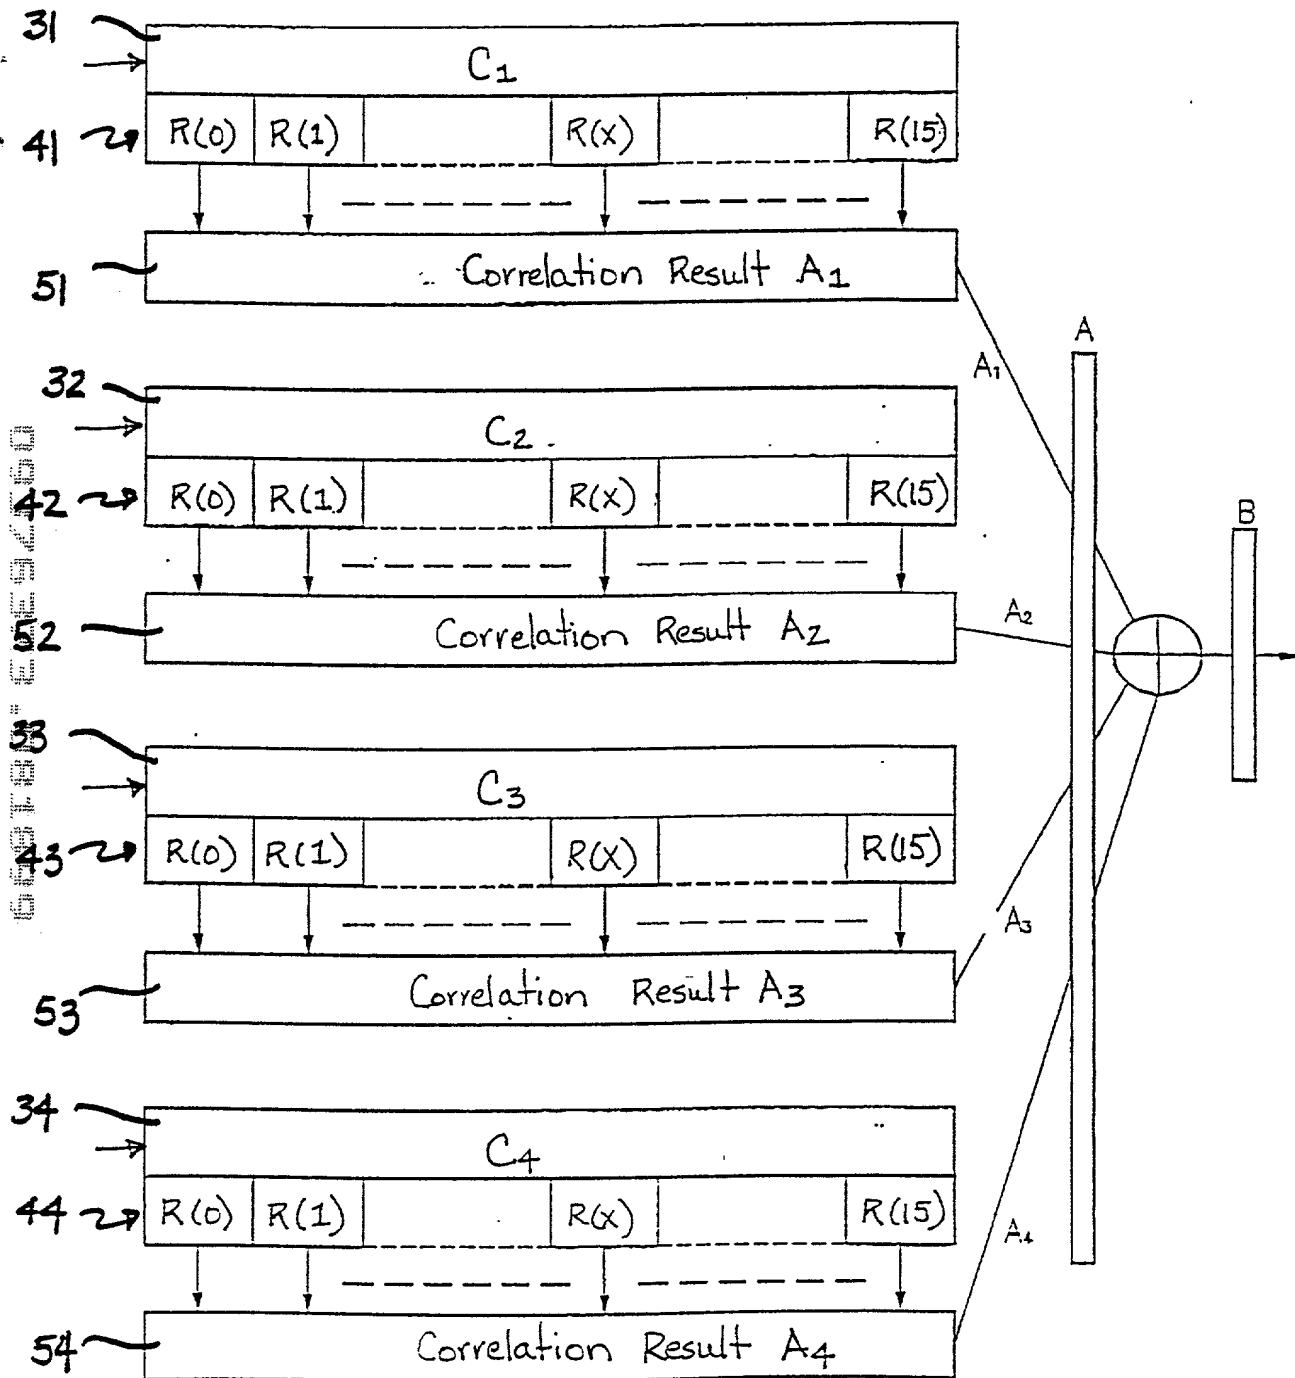 31
C1
41 R(0) R(1) R(x) R(15)
51 Correlation Result A1
A
A1
32
C2
42 R(0) R(1) R(x) R(15)
B
52 Correlation Result A2
A2
33
C3
43 R(0) R(1) R(x) R(15)
A3
53 Correlation Result A3
34
C4
44 R(0) R(1) R(x) R(15)
A4
54 Correlation Result A4